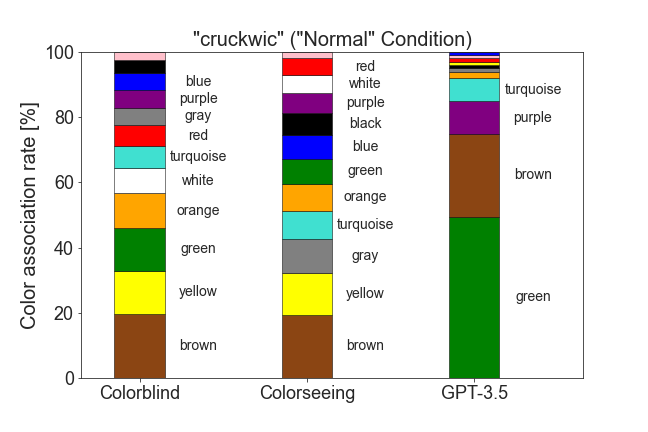 "cruckwic" ("Normal" Condition)
Color association rate [%]
100
80
60
40
20
0
blue
purple
gray
red
turquoise
white
orange
green
yellow
brown
red
white
purple
black
blue
green
orange
turquoise
gray
yellow
brown
turquoise
purple
brown
green
Colorblind
Colorseeing
GPT-3.5